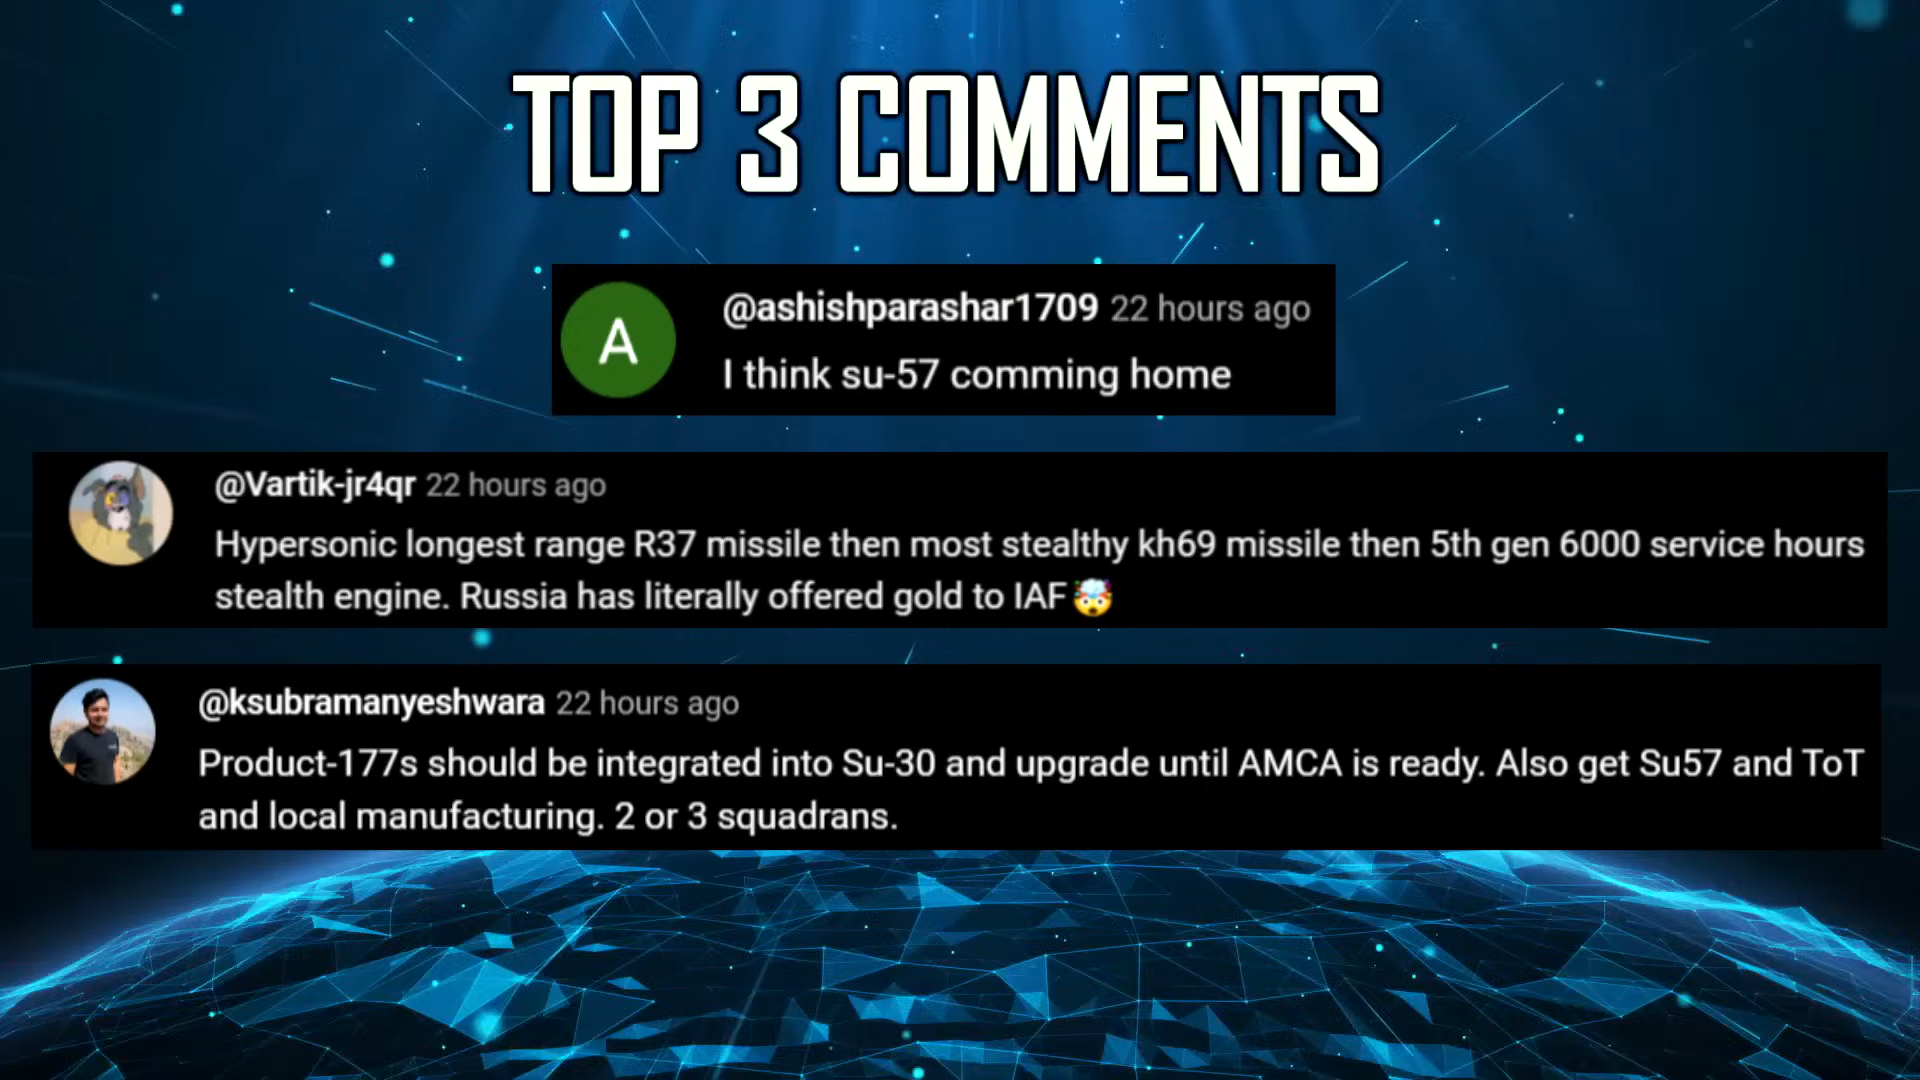 TOP 3 COMMENTS
A
@ashishparashar1709 22 hours ago
I think su-57 comming home
@Vartik-jr4qr 22 hours ago
Hypersonic longest range R37 missile then most stealthy kh69 missile then 5th gen 6000 service hours
stealth engine. Russia has literally offered gold to IAF🤯
@ksubramanyeshwara 22 hours ago
Product-177s should be integrated into Su-30 and upgrade until AMCA is ready. Also get Su57 and ToT
and local manufacturing. 2 or 3 squadrans.